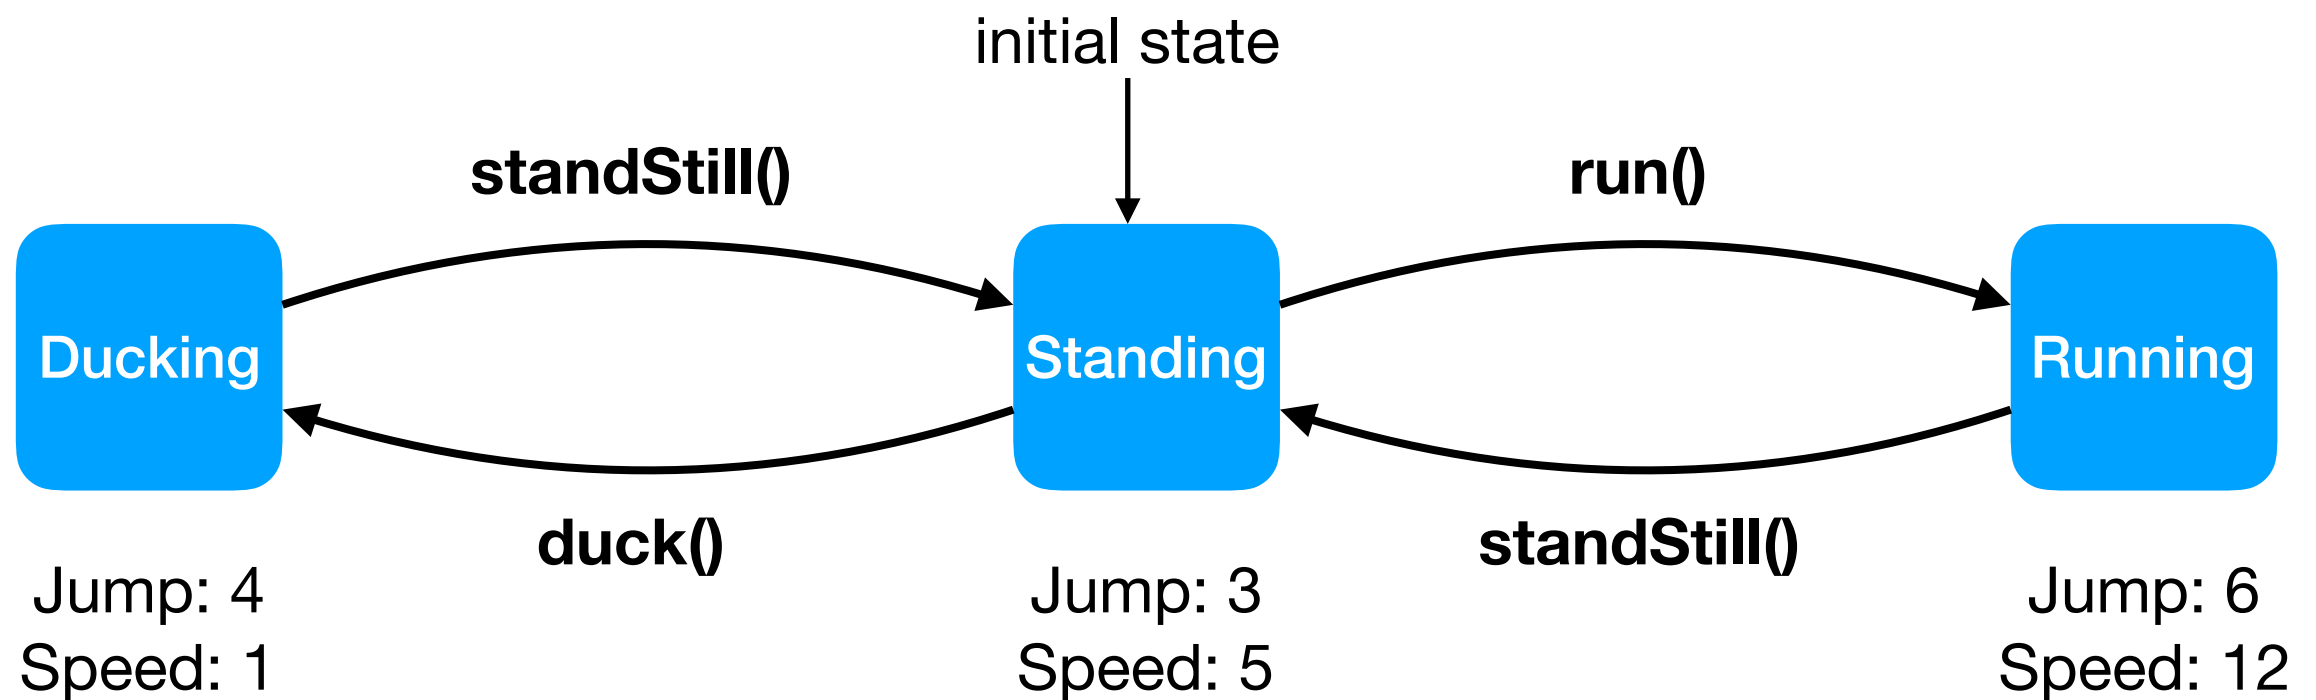 initial state
standStill()
run()
Ducking
Standing
Running
duck()
standStill()
Jump: 4
Speed: 1
Jump: 3
Speed: 5
Jump: 6
Speed: 12